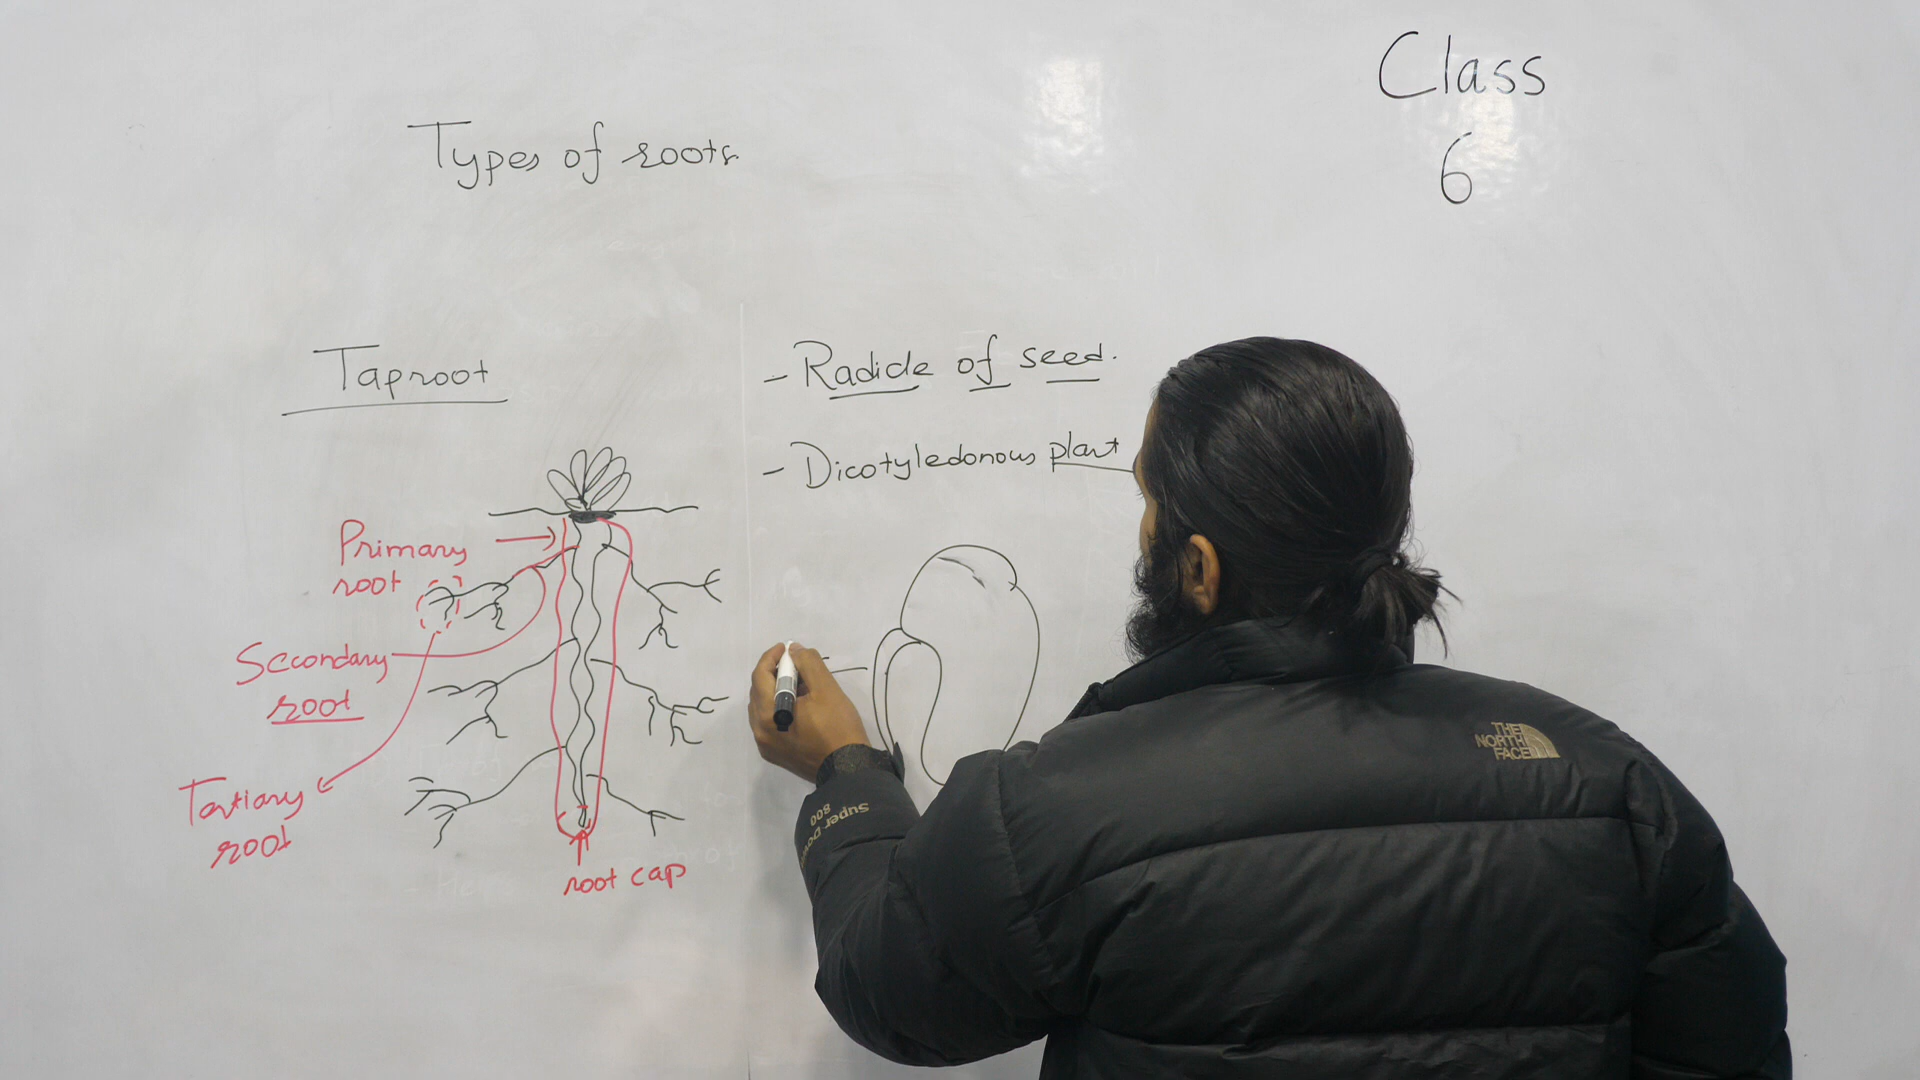 Class
6
Types of roots.
Taproot
- Radicle of seed.
- Dicotyledonous plant
Primary
root
Secondary
root
Tertiary
root
root cap
THE
NORTH
FACE
800